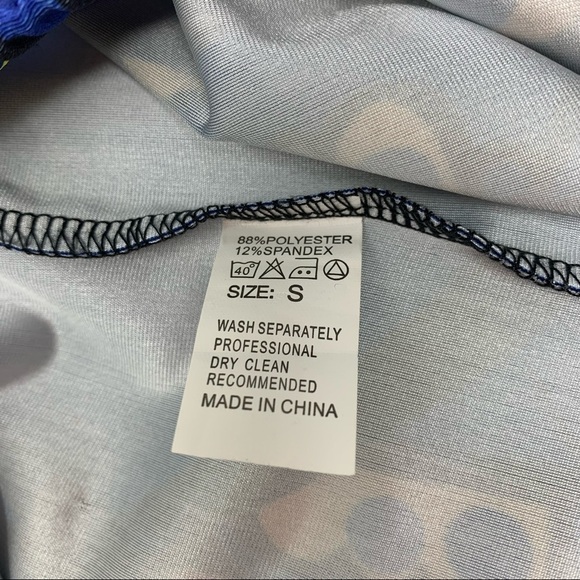 88%POLYESTER
12%SPANDEX
40°
SIZE: S
WASH SEPARATELY
PROFESSIONAL
DRY CLEAN
RECOMMENDED
MADE IN CHINA